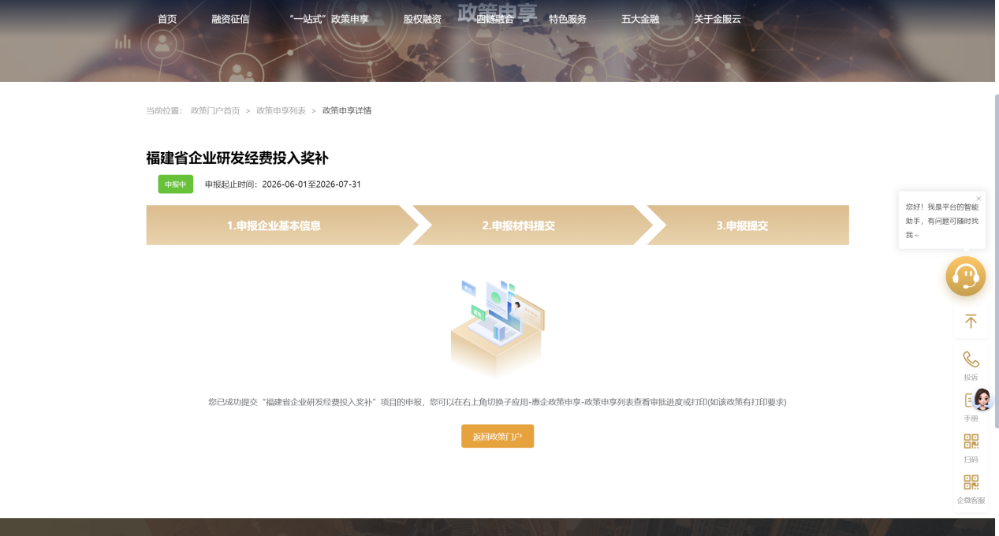 政策申享
首页 融资征信 “一站式”政策申享 股权融资 四链融合 特色服务 五大金融 关于金服云
当前位置： 政策门户首页 > 政策申享列表 > 政策申享详情
福建省企业研发经费投入奖补
申报中 申报起止时间：2026-06-01至2026-07-31
1.申报企业基本信息 2.申报材料提交 3.申报提交
您好！我是平台的智能
助手，有问题可随时找
我～
您已成功提交“福建省企业研发经费投入奖补”项目的申报，您可以在右上角切换子应用-惠企政策申享-政策申享列表查看审批进度或打印(如该政策有打印要求)
返回政策门户
投诉
手册
扫码
企微客服